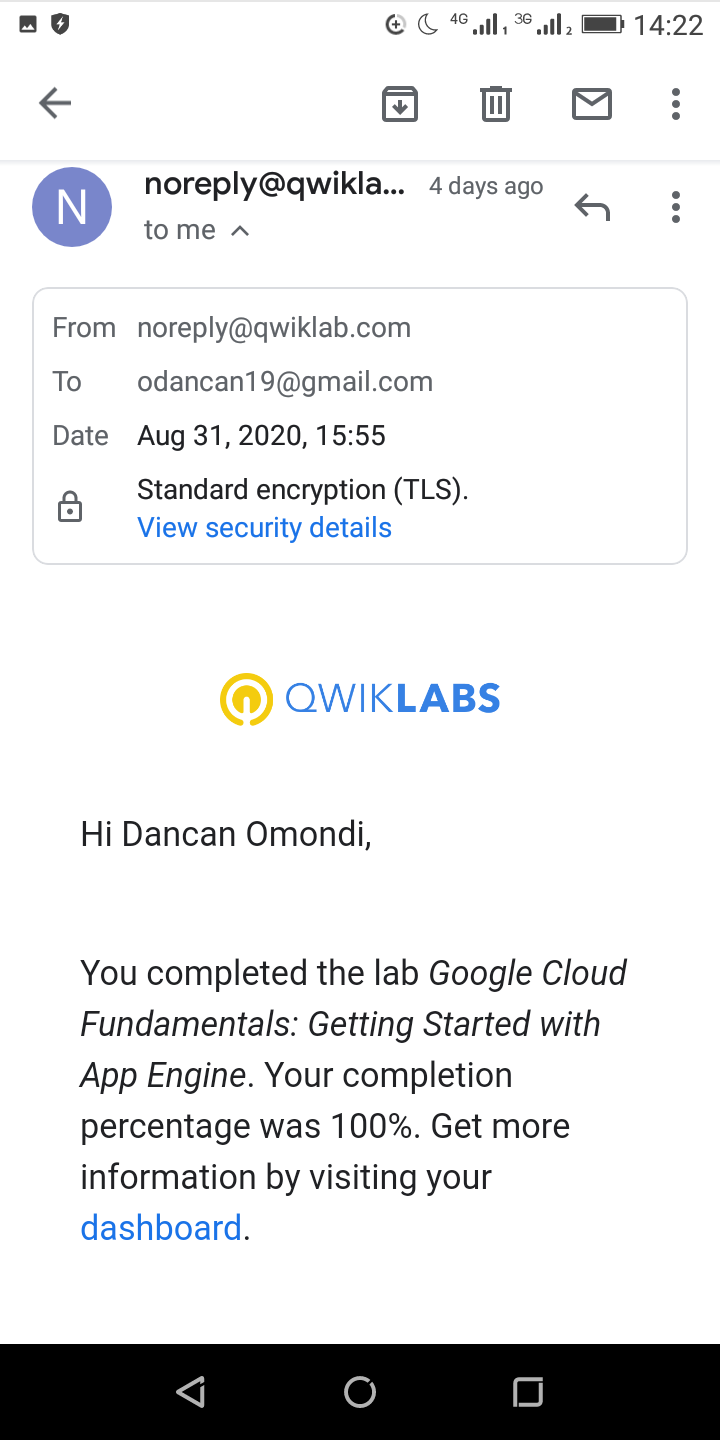 4G 1 3G 2 14:22
N noreply@qwikla... 4 days ago
to me
From noreply@qwiklab.com
To odancan19@gmail.com
Date Aug 31, 2020, 15:55
Standard encryption (TLS).
View security details
QWIKLABS
Hi Dancan Omondi,
You completed the lab Google Cloud
Fundamentals: Getting Started with
App Engine. Your completion
percentage was 100%. Get more
information by visiting your
dashboard.